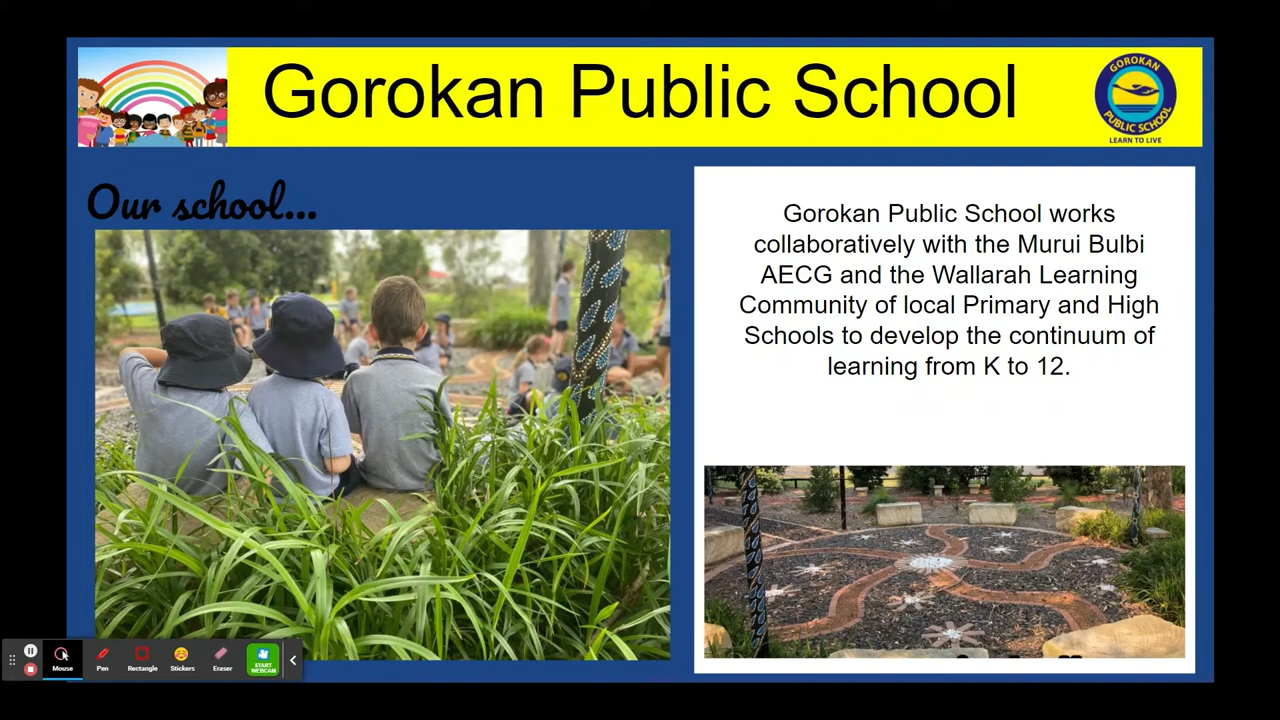 Gorokan Public School
GOROKAN
PUBLIC SCHOOL
LEARN TO LIVE
Our school...
Gorokan Public School works
collaboratively with the Murui Bulbi
AECG and the Wallarah Learning
Community of local Primary and High
Schools to develop the continuum of
learning from K to 12.
Mouse
Pen
Rectangle
Stickers
Eraser
START
WEBCAM